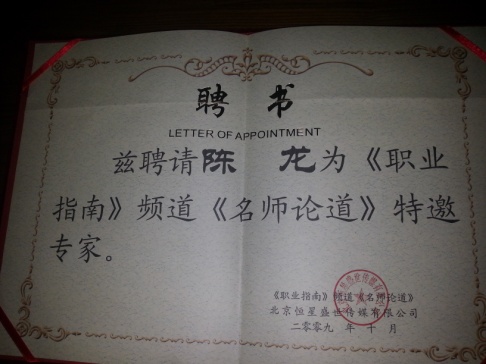 聘 书
LETTER OF APPOINTMENT
兹聘请陈 龙为《职业
指南》频道《名师论道》特邀
专家。
《职业指南》频道《名师论道》
北京恒星盛世传媒有限公司
二零零九 年 十 月